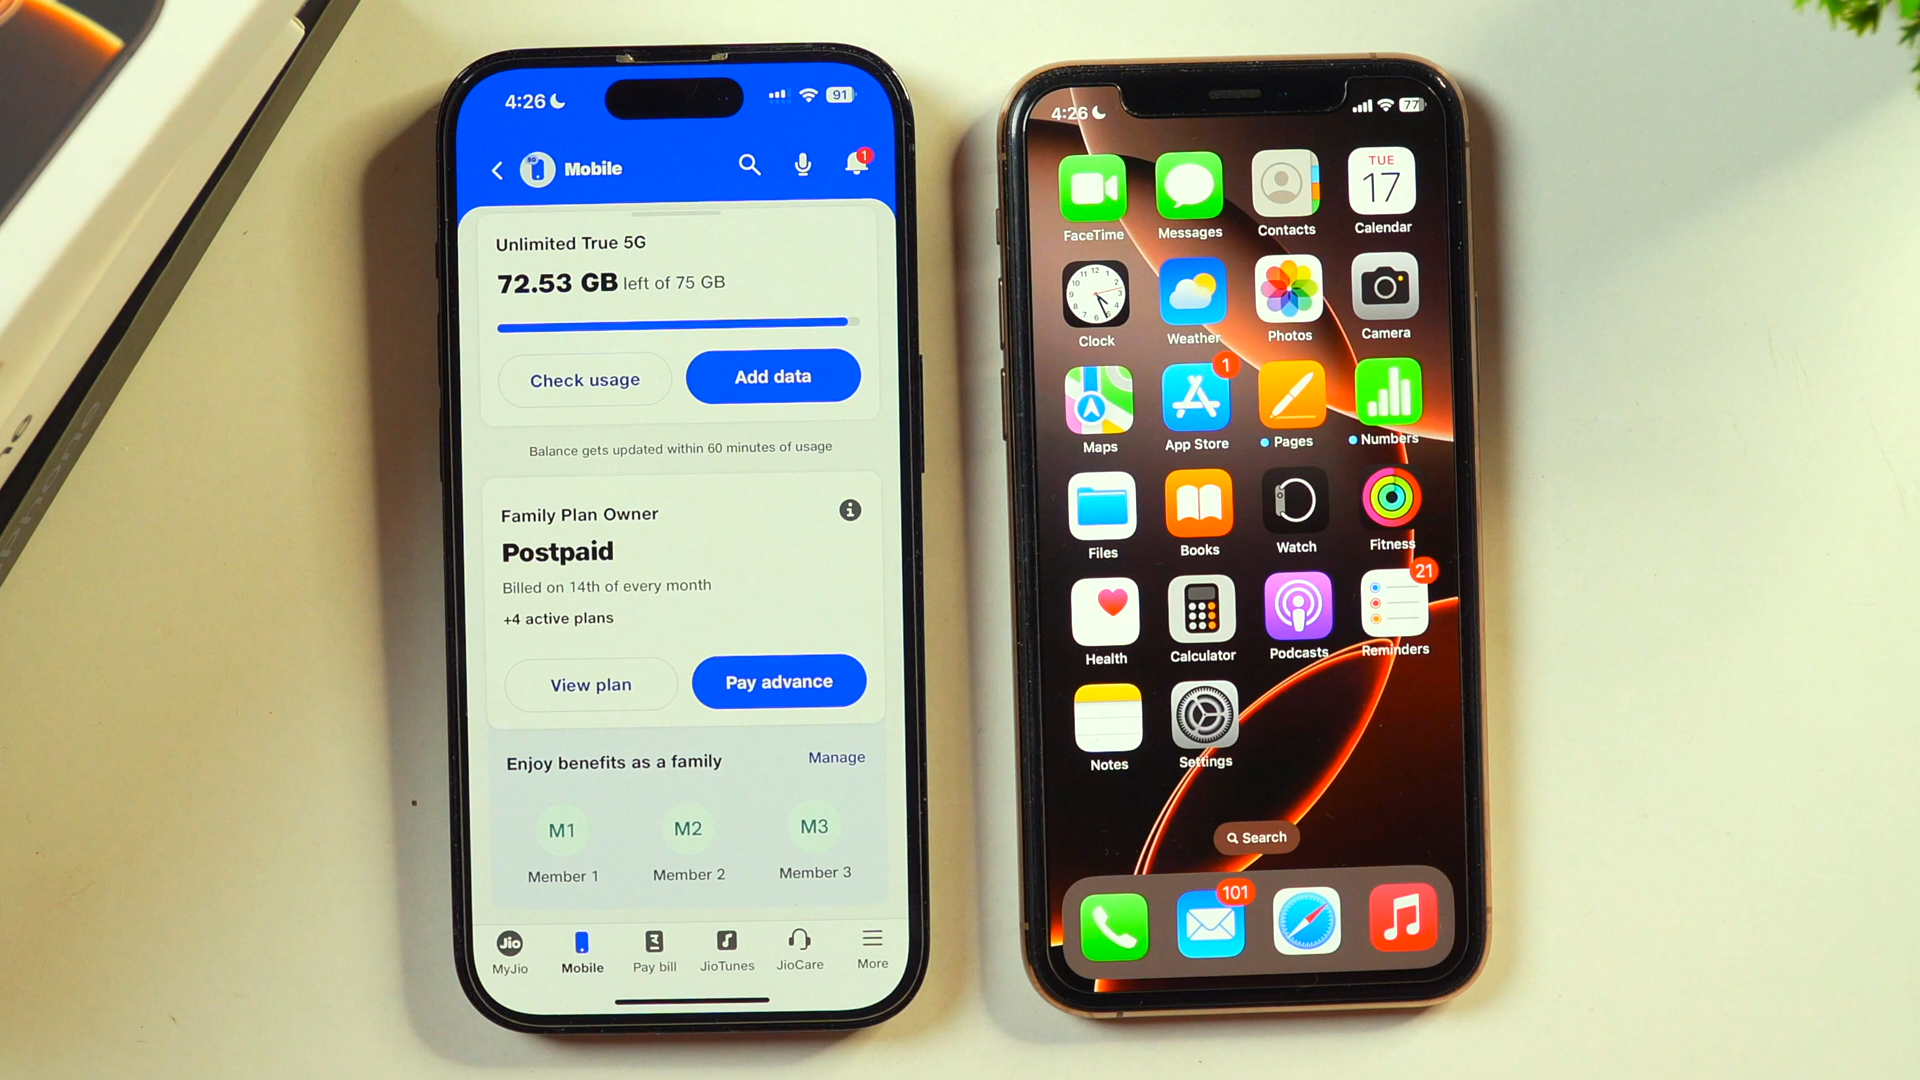 4:26
91
Mobile
1
Unlimited True 5G
72.53 GB left of 75 GB
Check usage
Add data
Balance gets updated within 60 minutes of usage
Family Plan Owner
Postpaid
Billed on 14th of every month
+4 active plans
View plan
Pay advance
Enjoy benefits as a family
Manage
M1
M2
M3
Member 1
Member 2
Member 3
Jio
MyJio
Mobile
Pay bill
JioTunes
JioCare
More
4:26
77
TUE
17
FaceTime
Messages
Contacts
Calendar
Clock
Weather
Photos
Camera
1
Maps
App Store
Pages
Numbers
Files
Books
Watch
Fitness
21
Health
Calculator
Podcasts
Reminders
Notes
Settings
Search
101
iPhone